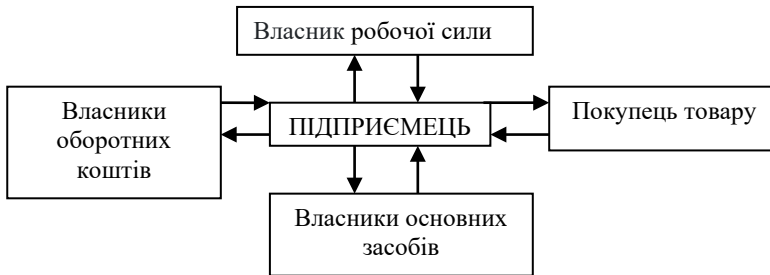 Власник робочої сили
Власники
оборотних
коштів
ПІДПРИЄМЕЦЬ
Покупець товару
Власники основних
засобів